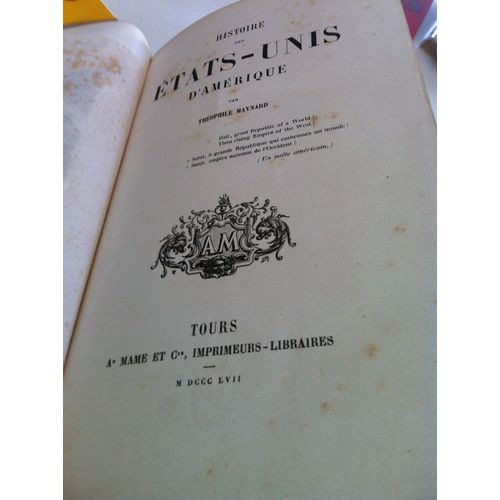 HISTOIRE
DES
ÉTATS-UNIS
D'AMÉRIQUE
PAR
THÉOPHILE MAYNARD
Hail, great Republic of a World!
Thou rising Empire of the West!
« Salut, ô grande République qui embrasses un monde!
« Salut, empire naissant de l'Occident!
(Un poëte américain.)
AM
TOURS
Ad MAME ET Cie, IMPRIMEURS-LIBRAIRES
M DCCC LVII